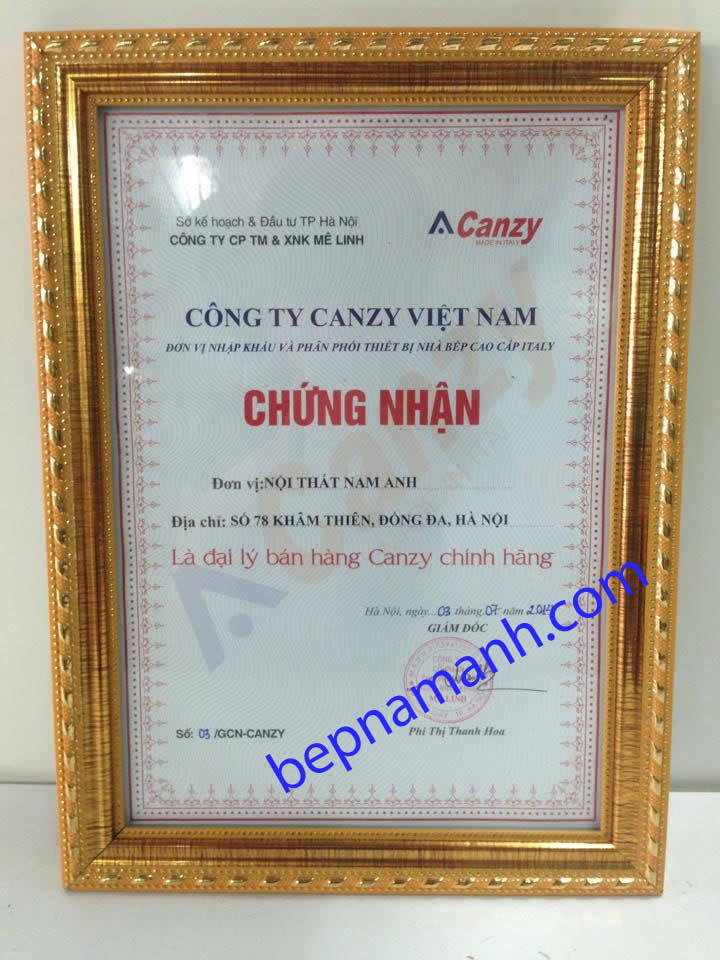 Sở kế hoạch & Đầu tư TP Hà Nội
CÔNG TY CP TM & XNK MÊ LINH
Canzy
MADE IN ITALY
CÔNG TY CANZY VIỆT NAM
ĐƠN VỊ NHẬP KHẨU VÀ PHÂN PHỐI THIẾT BỊ NHÀ BẾP CAO CẤP ITALY
CHỨNG NHẬN
Đơn vị:NỘI THẤT NAM ANH
Địa chỉ: SỐ 78 KHÂM THIÊN, ĐỐNG ĐA, HÀ NỘI
Là đại lý bán hàng Canzy chính hãng
Hà Nội, ngày...03 tháng.07 năm
GIÁM ĐỐC
MÊ LINH
Số: 03 /GCN-CANZY
Phí Thị Thanh Hoa
bepnamanh.com